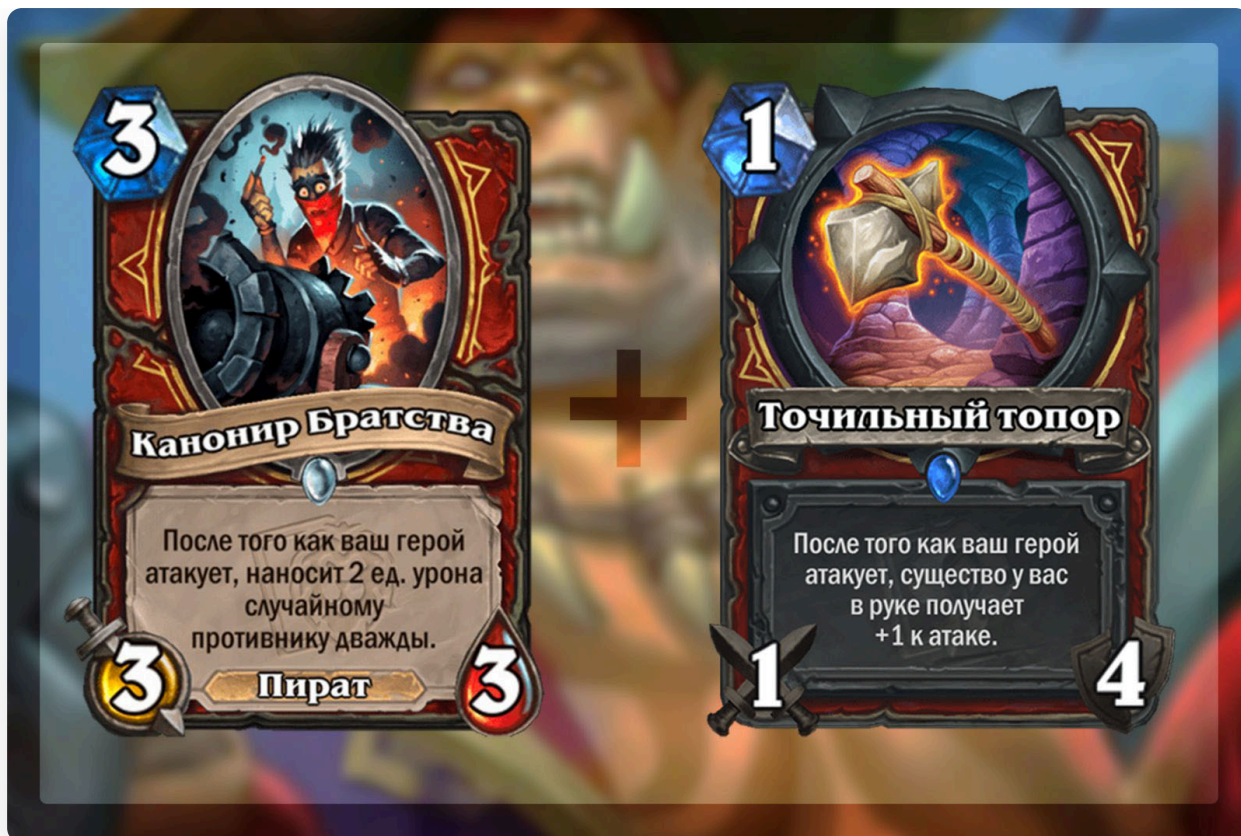 3
Канонир Братства
После того как ваш герой
атакует, наносит 2 ед. урона
случайному
противнику дважды.
3
Пират
3
+
1
Точильный топор
После того как ваш герой
атакует, существо у вас
в руке получает
+1 к атаке.
1
4